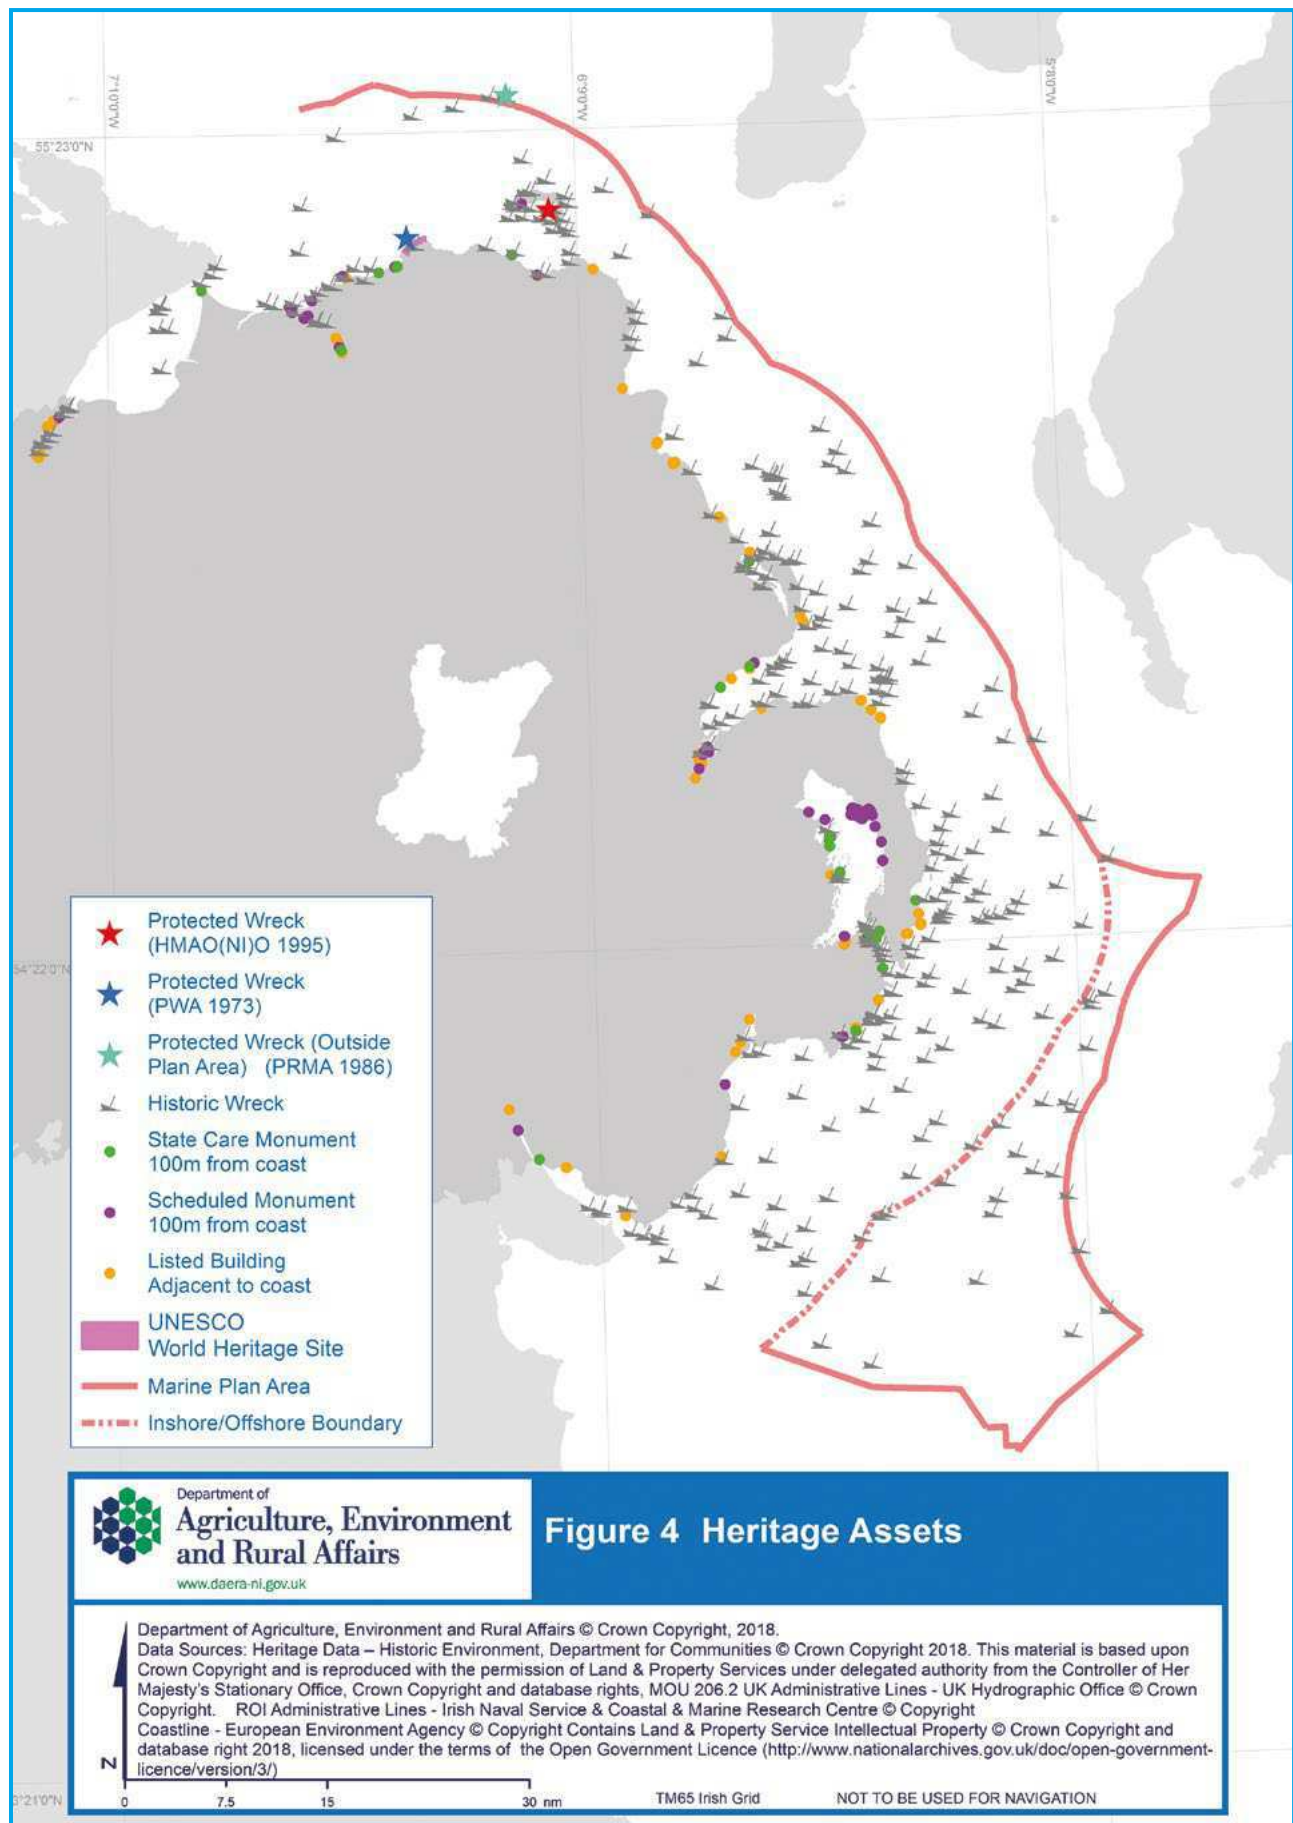 7°10'0"W
6°9'0"W
5°8'0"W
55°23'0"N
54°22'0"N
Protected Wreck
(HMAO(NI)O 1995)
Protected Wreck
(PWA 1973)
Protected Wreck (Outside
Plan Area) (PRMA 1986)
Historic Wreck
State Care Monument
100m from coast
Scheduled Monument
100m from coast
Listed Building
Adjacent to coast
UNESCO
World Heritage Site
Marine Plan Area
Inshore/Offshore Boundary
Department of
Agriculture, Environment
and Rural Affairs
www.daera-ni.gov.uk
Figure 4 Heritage Assets
Department of Agriculture, Environment and Rural Affairs © Crown Copyright, 2018.
Data Sources: Heritage Data – Historic Environment, Department for Communities © Crown Copyright 2018. This material is based upon
Crown Copyright and is reproduced with the permission of Land & Property Services under delegated authority from the Controller of Her
Majesty's Stationary Office, Crown Copyright and database rights, MOU 206.2 UK Administrative Lines - UK Hydrographic Office © Crown
Copyright. ROI Administrative Lines - Irish Naval Service & Coastal & Marine Research Centre © Copyright
Coastline - European Environment Agency © Copyright Contains Land & Property Service Intellectual Property © Crown Copyright and
database right 2018, licensed under the terms of the Open Government Licence (http://www.nationalarchives.gov.uk/doc/open-government-
licence/version/3/)
N
3°21'0"N
0 7.5 15 30 nm
TM65 Irish Grid
NOT TO BE USED FOR NAVIGATION